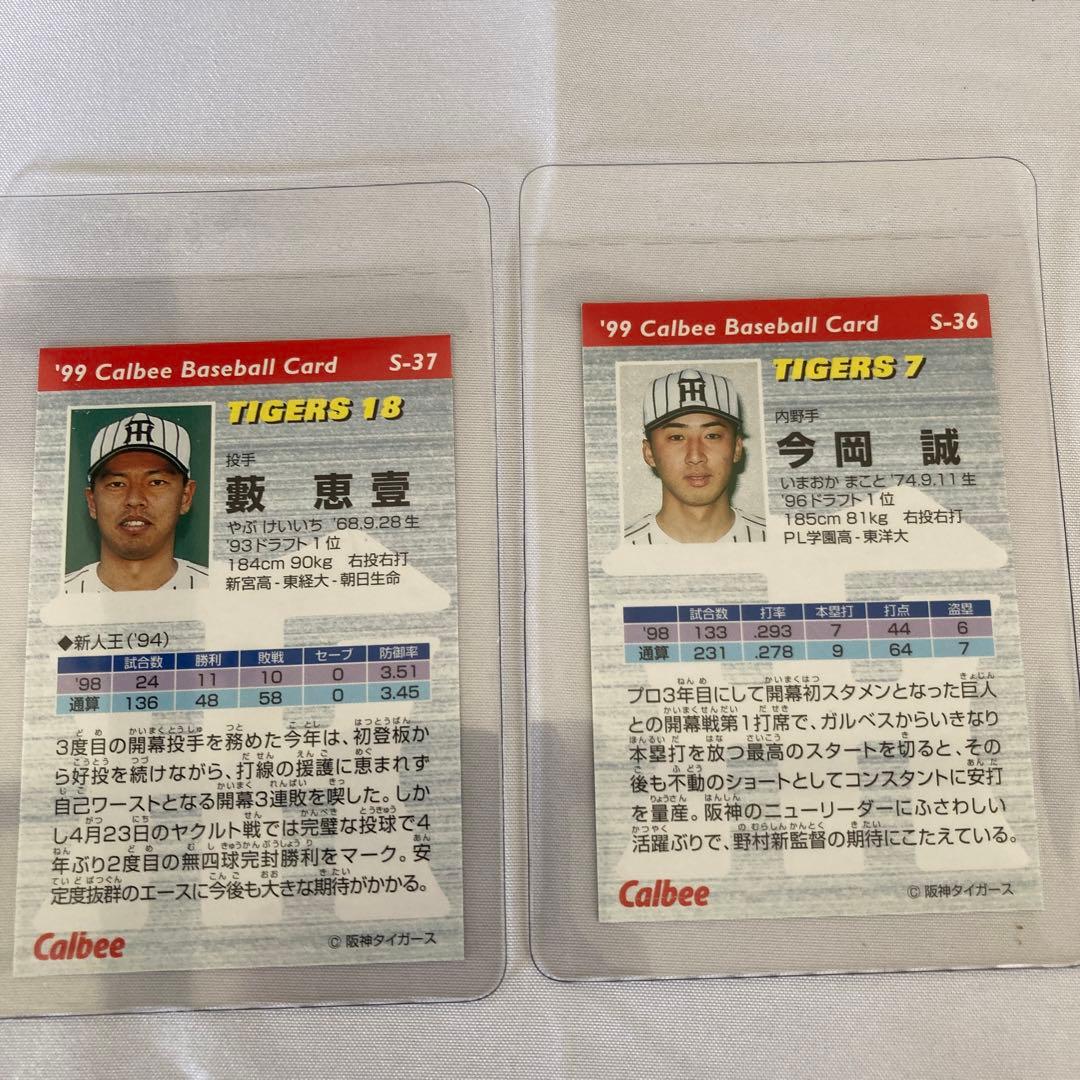 '99 Calbee Baseball Card S-37
TIGERS 18
投手
藪 恵壹
やぶ けいいち '68.9.28生
'93ドラフト1位
184cm 90kg 右投右打
新宮高-東経大-朝日生命
◆新人王('94)
試合数 勝利 敗戦 セーブ 防御率
'98 24 11 10 0 3.51
通算 136 48 58 0 3.45
3度目の開幕投手を務めた今年は、初登板か
ら好投を続けながら、打線の援護に恵まれず
自己ワーストとなる開幕3連敗を喫した。しか
し4月23日のヤクルト戦では完璧な投球で4
年ぶり2度目の無四球完封勝利をマーク。安
定度抜群のエースに今後も大きな期待がかかる。
Calbee
© 阪神タイガース
'99 Calbee Baseball Card S-36
TIGERS 7
内野手
今岡 誠
いまおか まこと '74.9.11生
'96ドラフト1位
185cm 81kg 右投右打
PL学園高-東洋大
試合数 打率 本塁打 打点 盗塁
'98 133 .293 7 44 6
通算 231 .278 9 64 7
プロ3年目にして開幕初スタメンとなった巨人
との開幕戦第1打席で、ガルベスからいきなり
本塁打を放つ最高のスタートを切ると、その
後も不動のショートとしてコンスタントに安打
を量産。阪神のニューリーダーにふさわしい
活躍ぶりで、野村新監督の期待にこたえている。
Calbee
© 阪神タイガース